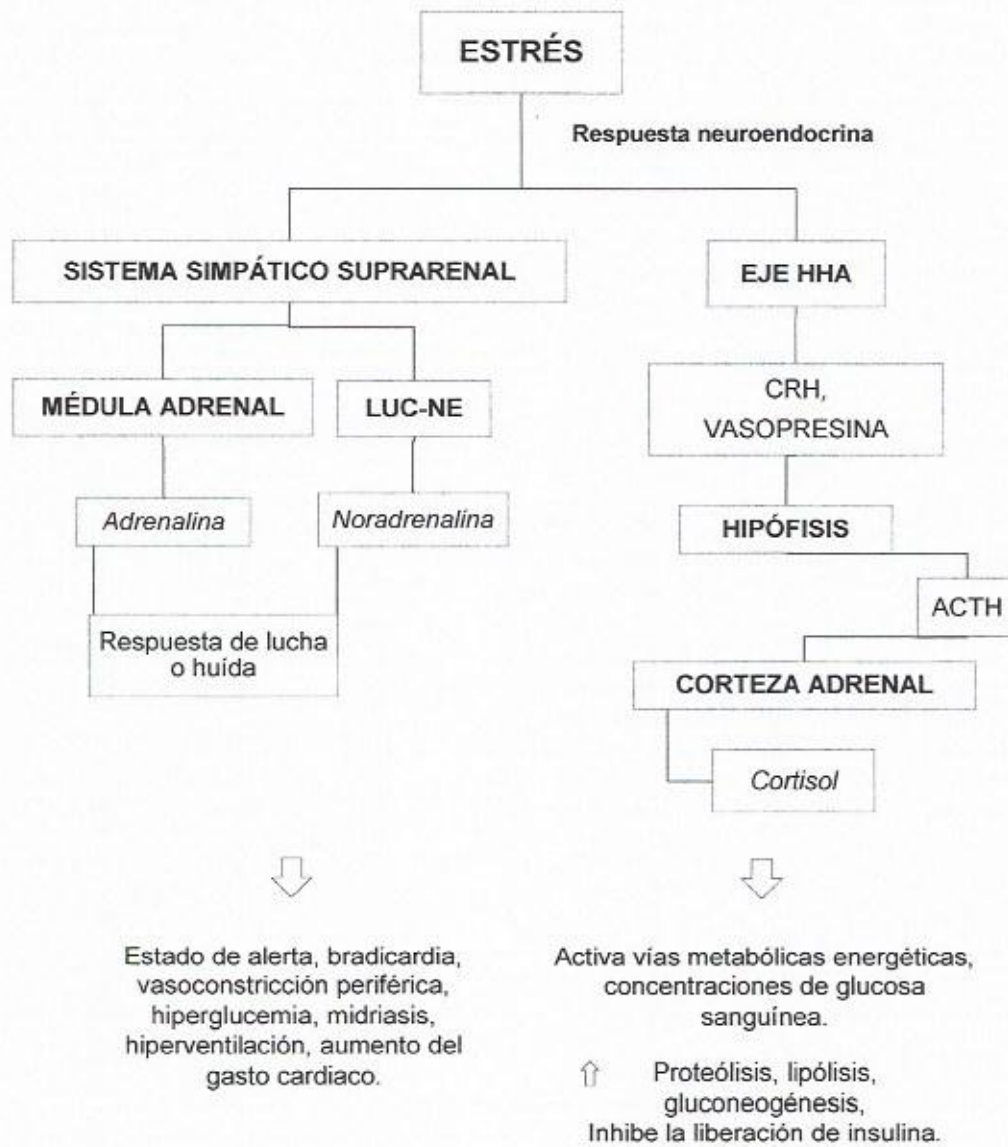 ESTRÉS
Respuesta neuroendocrina
SISTEMA SIMPÁTICO SUPRARENAL
EJE HHA
MÉDULA ADRENAL
LUC-NE
CRH,
VASOPRESINA
Adrenalina
Noradrenalina
HIPÓFISIS
ACTH
Respuesta de lucha
o huída
CORTEZA ADRENAL
Cortisol
Estado de alerta, bradicardia,
vasoconstricción periférica,
hiperglucemia, midriasis,
hiperventilación, aumento del
gasto cardiaco.
Activa vías metabólicas energéticas,
concentraciones de glucosa
sanguínea.
⇧ Proteólisis, lipólisis,
gluconeogénesis,
Inhibe la liberación de insulina.